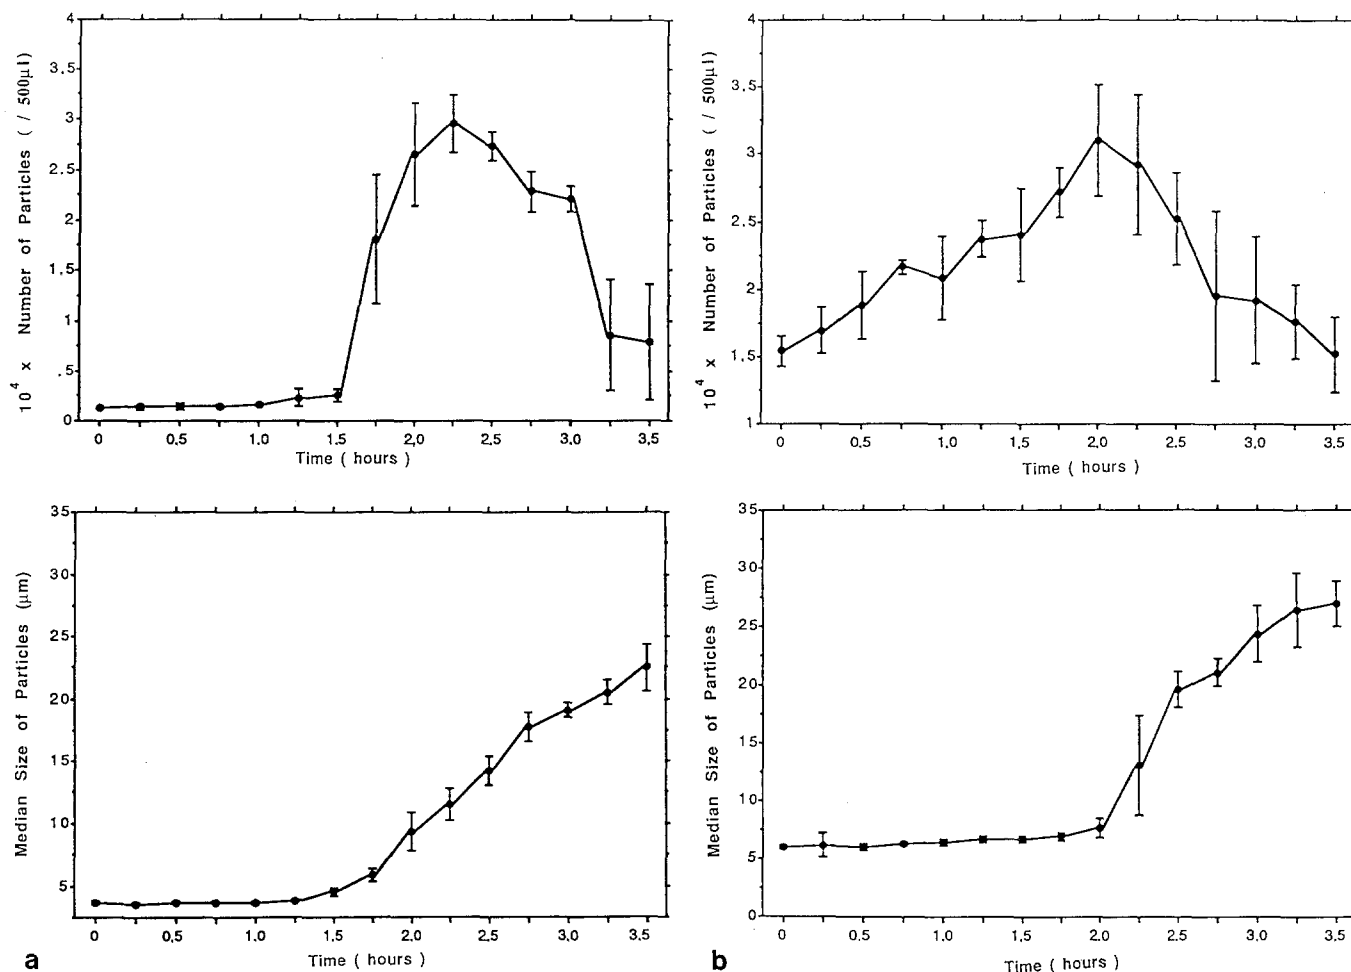 10⁴ x Number of Particles ( / 500µl)
4
3.5
3
2.5
2
1.5
1
.5
0
0 0.5 1.0 1.5 2.0 2.5 3.0 3.5
Time ( hours )
10⁴ x Number of Particles ( / 500µl)
4
3.5
3
2.5
2
1.5
1
0 0.5 1.0 1.5 2.0 2.5 3.0 3.5
Time ( hours )
Median Size of Particles (µm)
35
30
25
20
15
10
5
0 0.5 1.0 1.5 2.0 2.5 3.0 3.5
Time ( hours )
a
Median Size of Particles (µm)
35
30
25
20
15
10
5
0
0 0.5 1.0 1.5 2.0 2.5 3.0 3.5
Time ( hours )
b